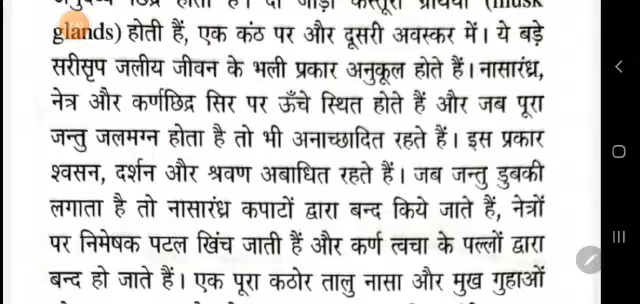 छिद्र होता है। दो जोड़ी कस्तूरी ग्रंथियाँ (musk
glands) होती हैं, एक कंठ पर और दूसरी अवस्कर में। ये बड़े
सरीसृप जलीय जीवन के भली प्रकार अनुकूल होते हैं। नासारंध्र,
नेत्र और कर्णछिद्र सिर पर ऊँचे स्थित होते हैं और जब पूरा
जन्तु जलमग्न होता है तो भी अनाच्छादित रहते हैं। इस प्रकार
श्वसन, दर्शन और श्रवण अबाधित रहते हैं। जब जन्तु डुबकी
लगाता है तो नासारंध्र कपाटों द्वारा बन्द किये जाते हैं, नेत्रों
पर निमेषक पटल खिंच जाती हैं और कर्ण त्वचा के पल्लों द्वारा
बन्द हो जाते हैं। एक पूरा कठोर तालु नासा और मुख गुहाओं